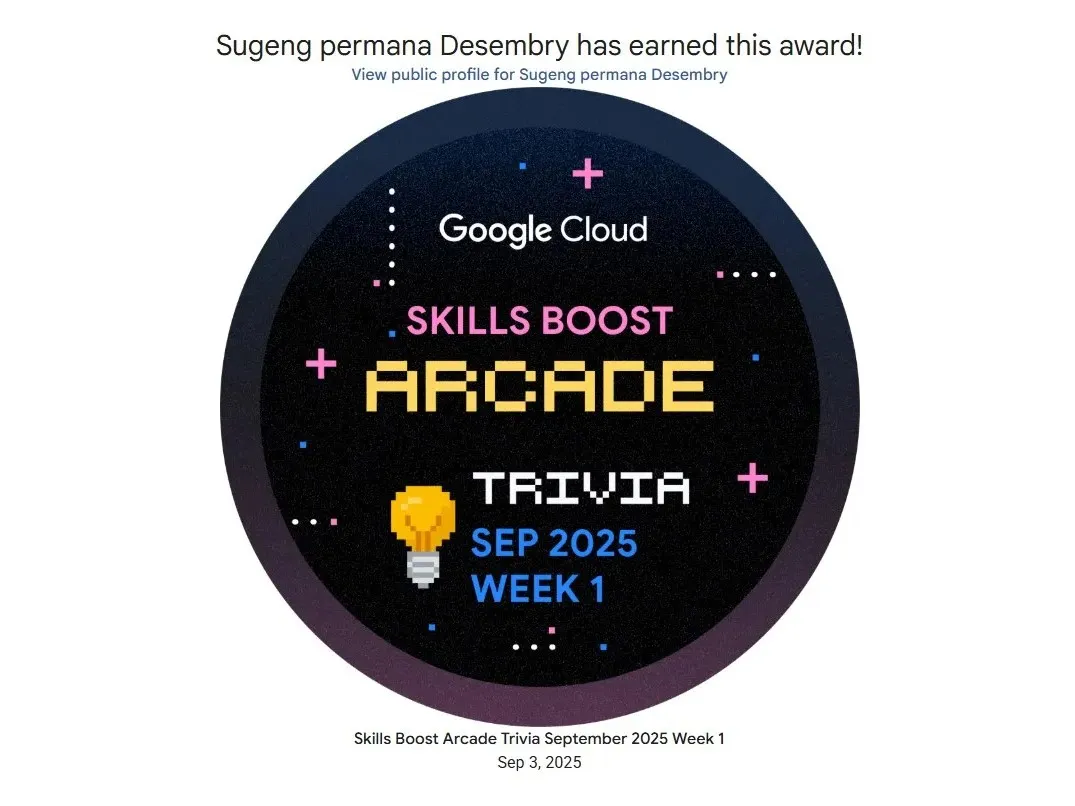 Sugeng permana Desembry has earned this award!
View public profile for Sugeng permana Desembry
Google Cloud
SKILLS BOOST
ARCADE
TRIVIA
SEP 2025
WEEK 1
Skills Boost Arcade Trivia September 2025 Week 1
Sep 3, 2025